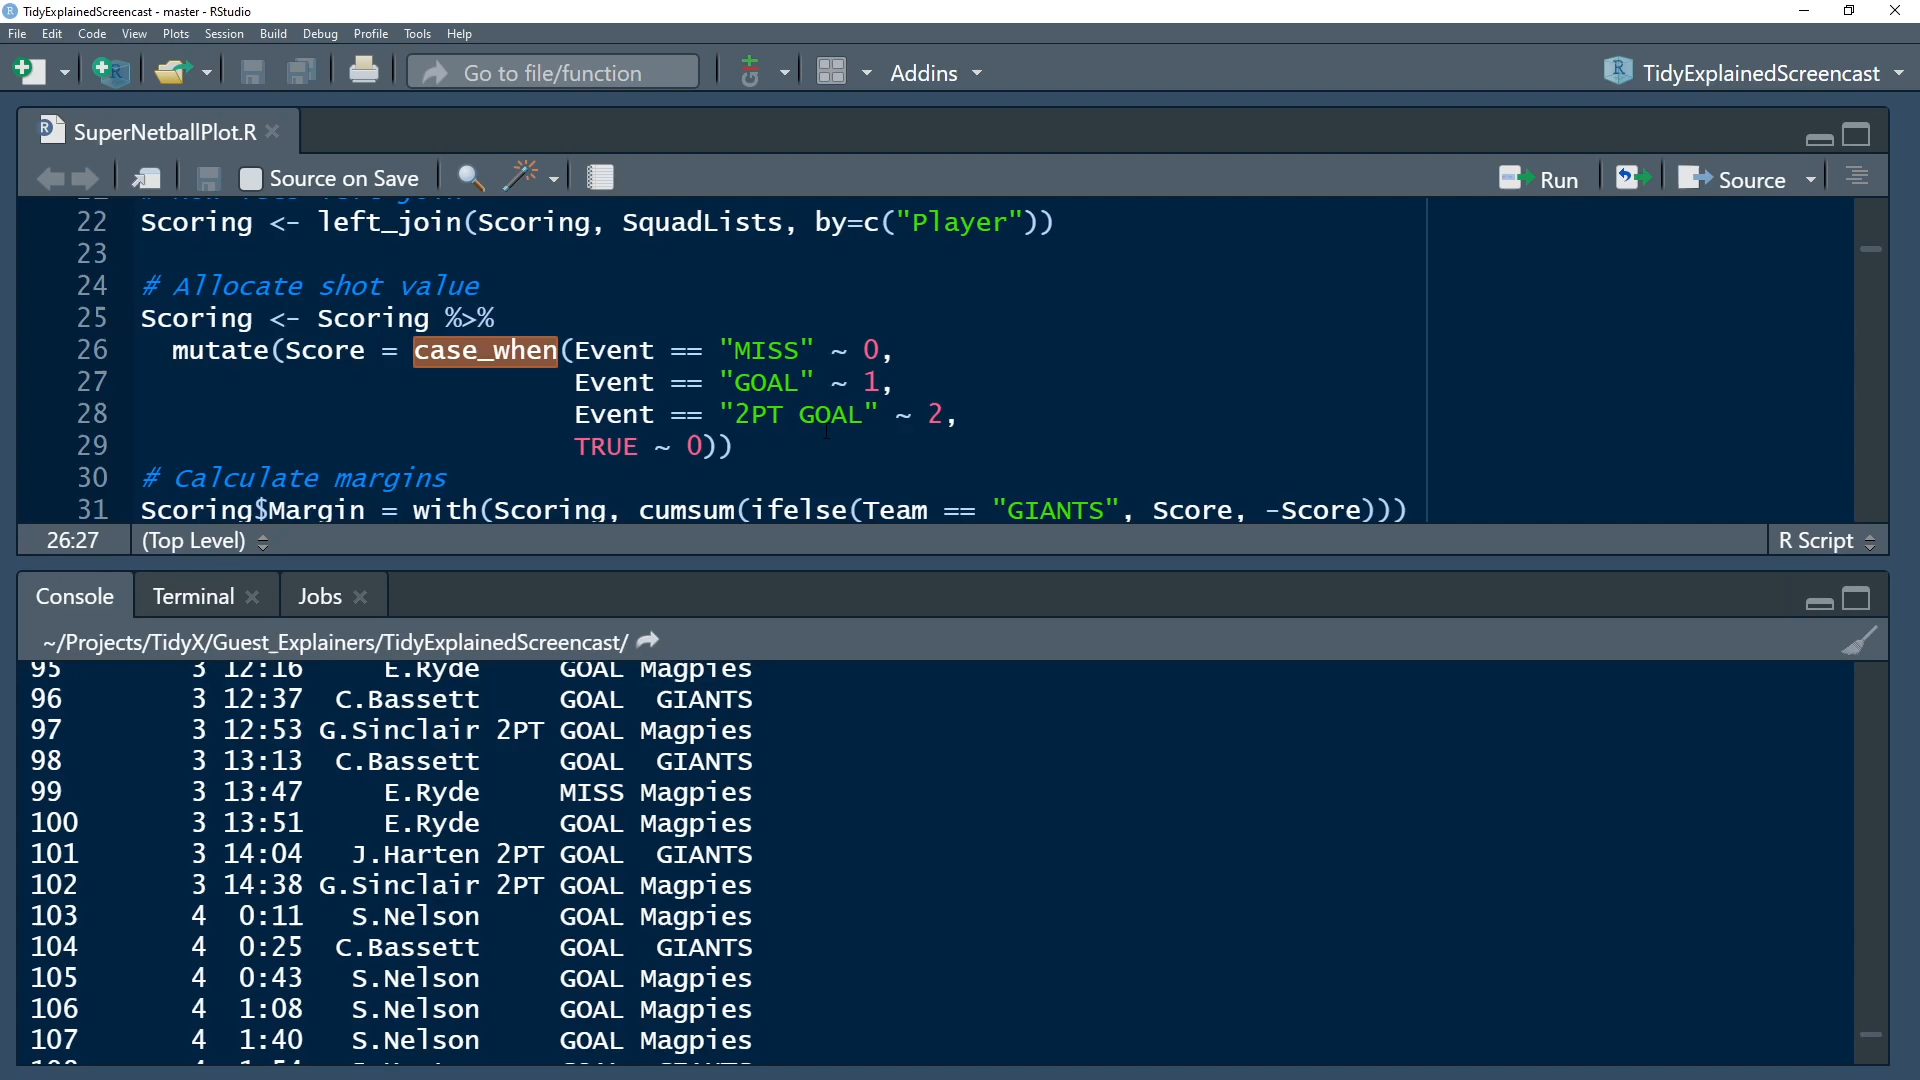 TidyExplainedScreencast - master - RStudio
File Edit Code View Plots Session Build Debug Profile Tools Help
Go to file/function Addins TidyExplainedScreencast
SuperNetballPlot.R
Source on Save Run Source
22 Scoring <- left_join(Scoring, SquadLists, by=c("Player"))
23
24 # Allocate shot value
25 Scoring <- Scoring %>%
26 mutate(Score = case_when(Event == "MISS" ~ 0,
27 Event == "GOAL" ~ 1,
28 Event == "2PT GOAL" ~ 2,
29 TRUE ~ 0))
30 # Calculate margins
31 Scoring$Margin = with(Scoring, cumsum(ifelse(Team == "GIANTS", Score, -Score)))
26:27 (Top Level) R Script
Console Terminal Jobs
~/Projects/TidyX/Guest_Explainers/TidyExplainedScreencast/
95 3 12:16 E.Ryde GOAL Magpies
96 3 12:37 C.Bassett GOAL GIANTS
97 3 12:53 G.Sinclair 2PT GOAL Magpies
98 3 13:13 C.Bassett GOAL GIANTS
99 3 13:47 E.Ryde MISS Magpies
100 3 13:51 E.Ryde GOAL Magpies
101 3 14:04 J.Harten 2PT GOAL GIANTS
102 3 14:38 G.Sinclair 2PT GOAL Magpies
103 4 0:11 S.Nelson GOAL Magpies
104 4 0:25 C.Bassett GOAL GIANTS
105 4 0:43 S.Nelson GOAL Magpies
106 4 1:08 S.Nelson GOAL Magpies
107 4 1:40 S.Nelson GOAL Magpies